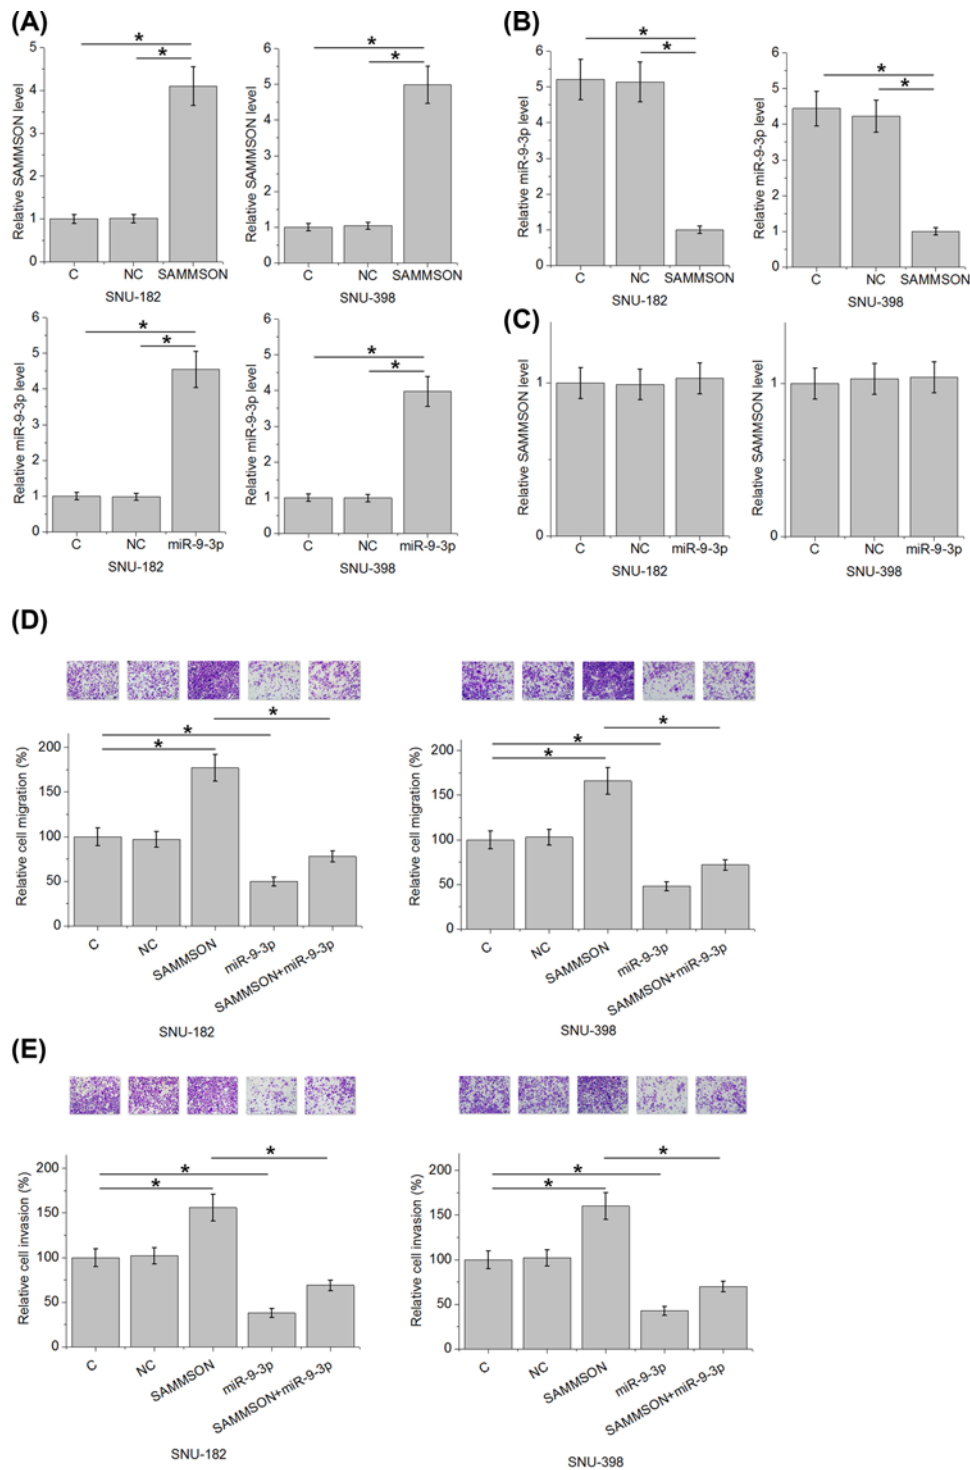 (A)
*
*
Relative SAMMSON level
5
4
3
2
1
0
C NC SAMMSON
SNU-182
*
*
Relative SAMMSON level
6
5
4
3
2
1
0
C NC SAMMSON
SNU-398
(B)
*
*
Relative miR-9-3p level
6
5
4
3
2
1
0
C NC SAMMSON
SNU-182
*
*
Relative miR-9-3p level
6
5
4
3
2
1
0
C NC SAMMSON
SNU-398
*
*
Relative miR-9-3p level
6
5
4
3
2
1
0
C NC miR-9-3p
SNU-182
*
*
Relative miR-9-3p level
6
5
4
3
2
1
0
C NC miR-9-3p
SNU-398
(C)
Relative SAMMSON level
1
0
C NC miR-9-3p
SNU-182
Relative SAMMSON level
1
0
C NC miR-9-3p
SNU-398
(D)
*
*
*
Relative cell migration (%)
200
150
100
50
0
C NC SAMMSON miR-9-3p SAMMSON+miR-9-3p
SNU-182
*
*
*
Relative cell migration (%)
200
150
100
50
0
C NC SAMMSON miR-9-3p SAMMSON+miR-9-3p
SNU-398
(E)
*
*
*
Relative cell invasion (%)
200
150
100
50
0
C NC SAMMSON miR-9-3p SAMMSON+miR-9-3p
SNU-182
*
*
*
Relative cell invasion (%)
200
150
100
50
0
C NC SAMMSON miR-9-3p SAMMSON+miR-9-3p
SNU-398